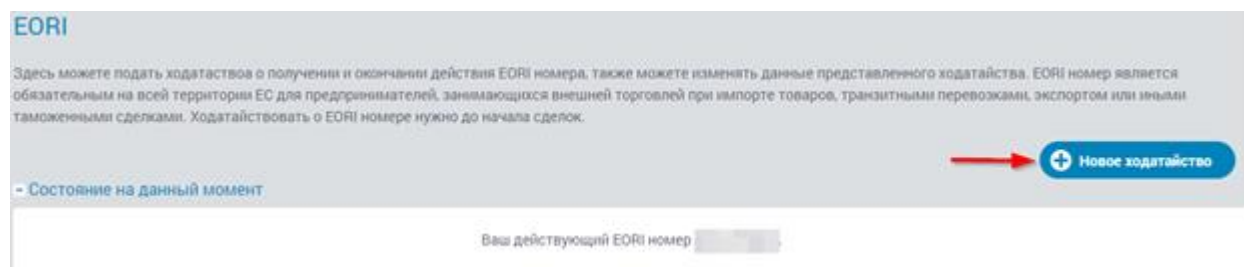 EORI
Здесь можете подать ходатаствоа о получении и окончании действия EORI номера, также можете изменять данные представленного ходатайства. EORI номер является
обязательным на всей территории ЕС для предпринимателей, занимающихся внешней торговлей при импорте товаров, транзитными перевозками, экспортом или иными
таможенными сделками. Ходатайствовать о EORI номере нужно до начала сделок.
Новое ходатайство
- Состояние на данный момент
Ваш действующий EORI номер